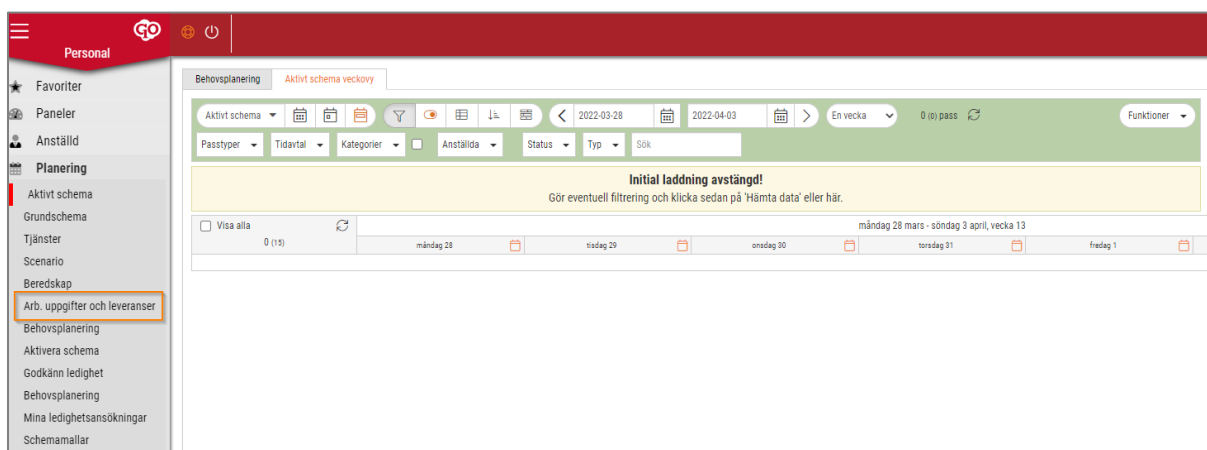 GO
Personal
Favoriter
Paneler
Anställd
Planering
Aktivt schema
Grundschema
Tjänster
Scenario
Beredskap
Arb. uppgifter och leveranser
Behovsplanering
Aktivera schema
Godkänn ledighet
Behovsplanering
Mina ledighetsansökningar
Schemamallar
Behovsplanering Aktivt schema veckovy
Aktivt schema 2022-03-28 2022-04-03 En vecka 0 (0) pass Funktioner
Passtyper Tidavtal Kategorier Anställda Status Typ Sök
Initial laddning avstängd!
Gör eventuell filtrering och klicka sedan på 'Hämta data' eller här.
Visa alla måndag 28 mars - söndag 3 april, vecka 13
0 (15) måndag 28 tisdag 29 onsdag 30 torsdag 31 fredag 1